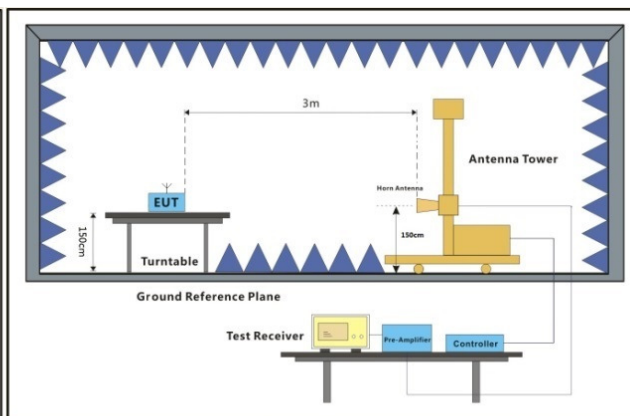 3m
Antenna Tower
Horn Antenna
EUT
150cm
150cm
Turntable
Ground Reference Plane
Test Receiver
Pre-Amplifier
Controller